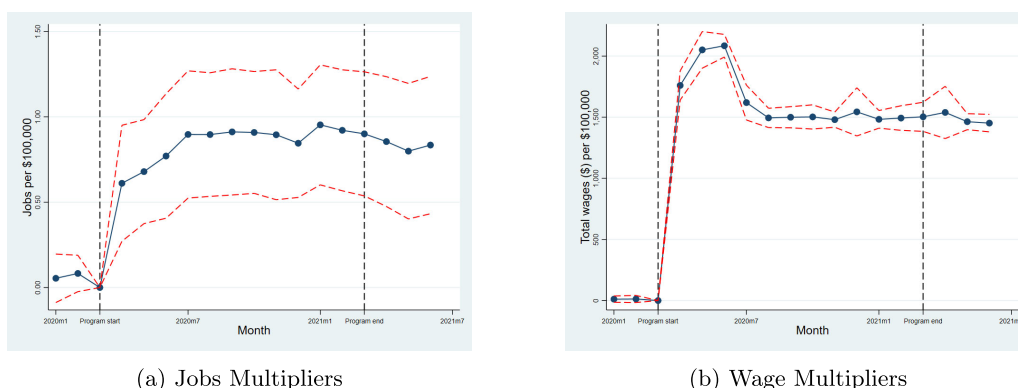 1.50
1.00
0.50
0.00
Jobs per $100,000
2020m1
Program start
2020m7
2021m1
Program end
2021m7
Month
(a) Jobs Multipliers
2,000
1,500
1,000
500
0
Total wages ($) per $100,000
2020m1
Program start
2020m7
2021m1
Program end
2021m7
Month
(b) Wage Multipliers